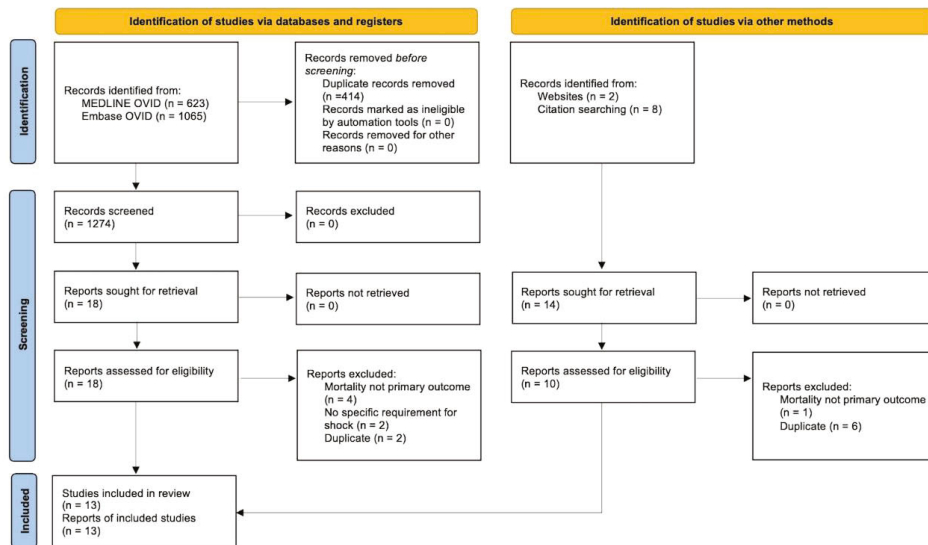 Identification of studies via databases and registers
Identification of studies via other methods
Identification
Records identified from:
MEDLINE OVID (n = 623)
Embase OVID (n = 1065)
Records removed before
screening:
Duplicate records removed
(n =414)
Records marked as ineligible
by automation tools (n = 0)
Records removed for other
reasons (n = 0)
Records identified from:
Websites (n = 2)
Citation searching (n = 8)
Screening
Records screened
(n = 1274)
Records excluded
(n = 0)
Reports sought for retrieval
(n = 18)
Reports not retrieved
(n = 0)
Reports sought for retrieval
(n = 14)
Reports not retrieved
(n = 0)
Reports assessed for eligibility
(n = 18)
Reports excluded:
Mortality not primary outcome
(n = 4)
No specific requirement for
shock (n = 2)
Duplicate (n = 2)
Reports assessed for eligibility
(n = 10)
Reports excluded:
Mortality not primary outcome
(n = 1)
Duplicate (n = 6)
Included
Studies included in review
(n = 13)
Reports of included studies
(n = 13)